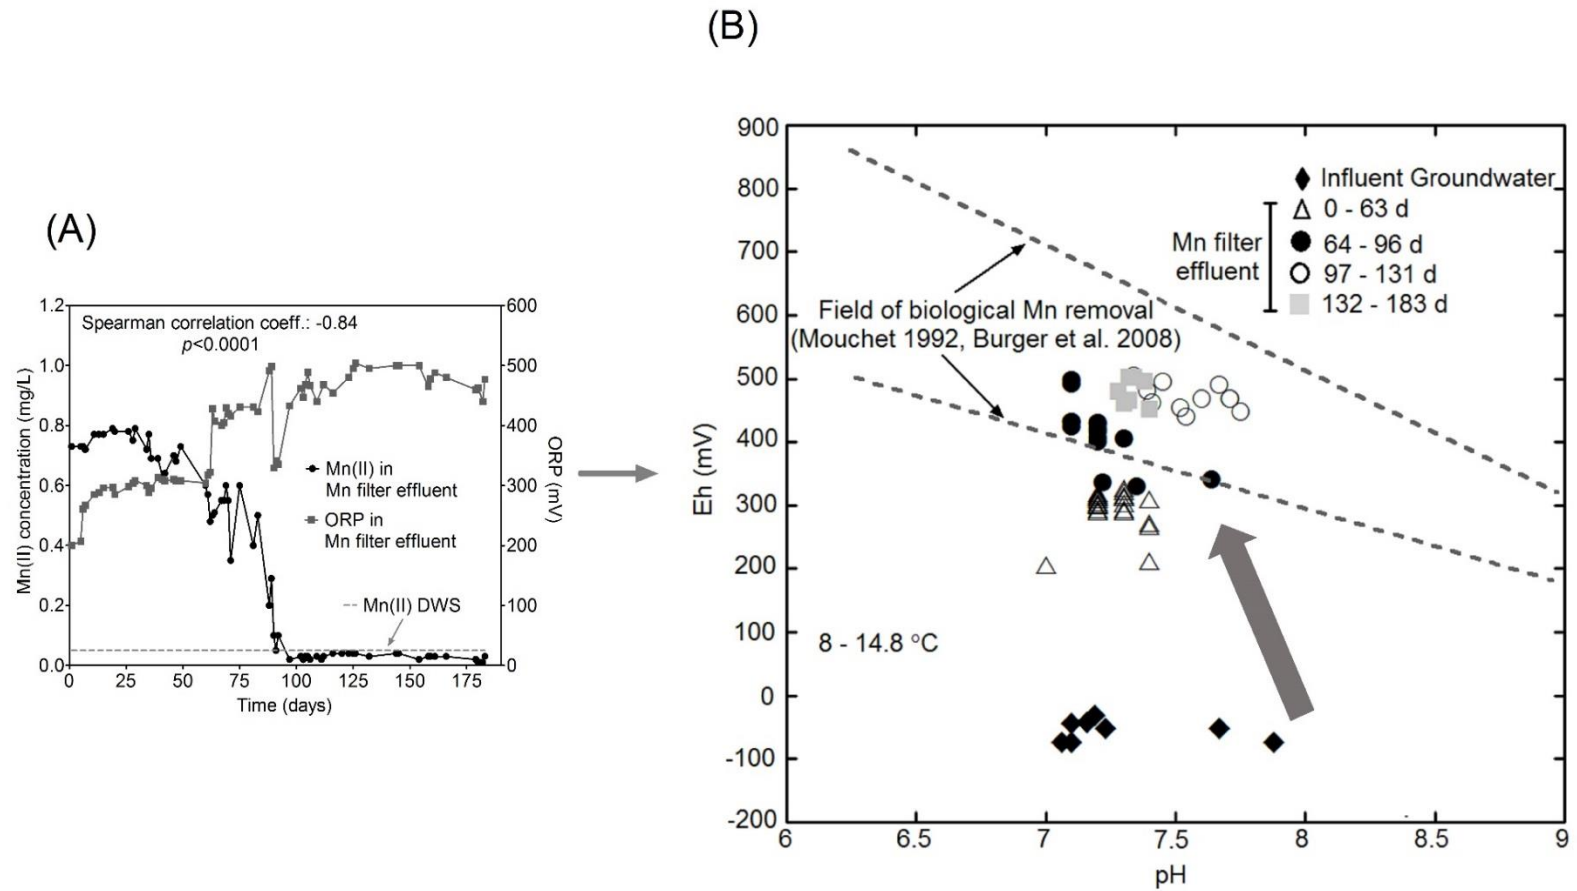 (A)
Spearman correlation coeff.: -0.84
p<0.0001
1.2
1.0
0.8
0.6
0.4
0.2
0.0
Mn(II) concentration (mg/L)
600
500
400
300
200
100
0
ORP (mV)
Mn(II) in
Mn filter effluent
ORP in
Mn filter effluent
Mn(II) DWS
0
25
50
75
100
125
150
175
Time (days)
(B)
900
800
700
600
500
400
300
200
100
0
-100
-200
Eh (mV)
Influent Groundwater
Mn filter
effluent
0 - 63 d
64 - 96 d
97 - 131 d
132 - 183 d
Field of biological Mn removal
(Mouchet 1992, Burger et al. 2008)
8 - 14.8 °C
6
6.5
7
7.5
8
8.5
9
pH